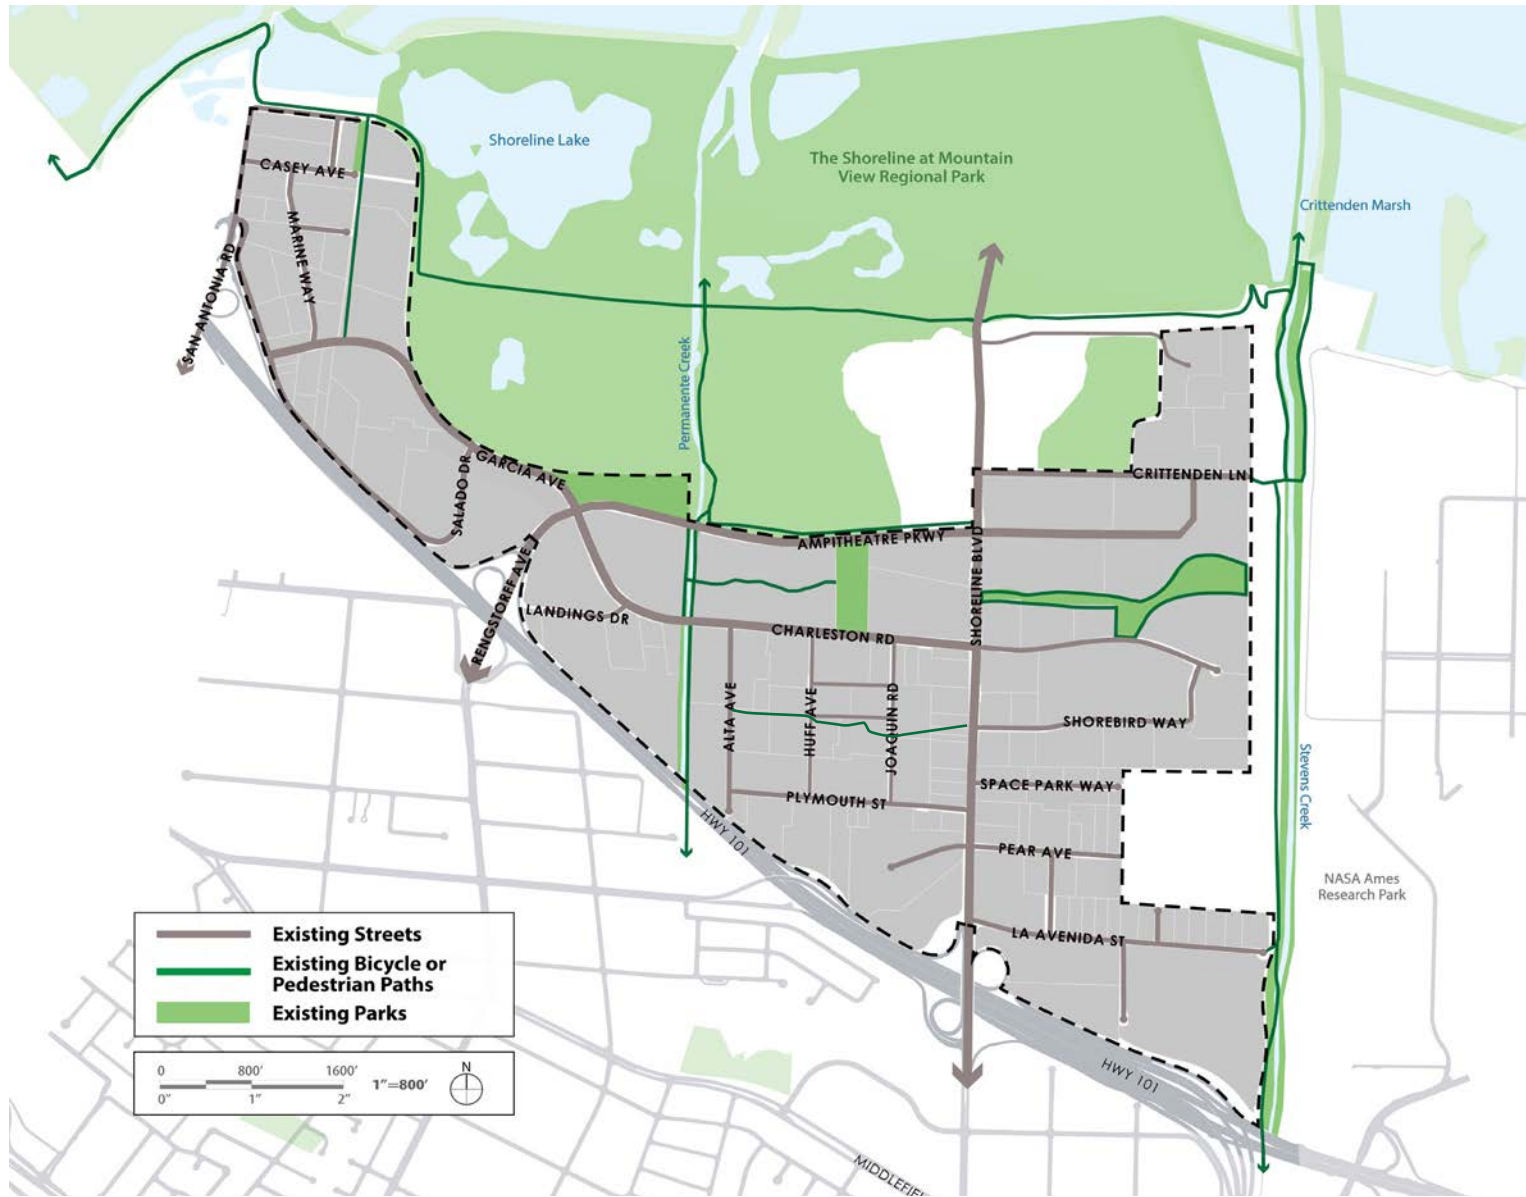 Shoreline Lake
The Shoreline at Mountain
View Regional Park
Crittenden Marsh
CASEY AVE
MARINE WAY
SAN ANTONIA RD
Permanente Creek
GARCIA AVE
SALADO DR
CRITTENDEN LN
AMPITHEATRE PKWY
SHORELINE BLVD
RENGSTORFF AVE
LANDINGS DR
CHARLESTON RD
ALTA AVE
HUFF AVE
JOAQUIN RD
SHOREBIRD WAY
SPACE PARK WAY
PLYMOUTH ST
Stevens Creek
HWY 101
PEAR AVE
NASA Ames
Research Park
LA AVENIDA ST
HWY 101
Existing Streets
Existing Bicycle or
Pedestrian Paths
Existing Parks
0 800' 1600'
0" 1" 2"
1"=800'
N
MIDDLEFIEL